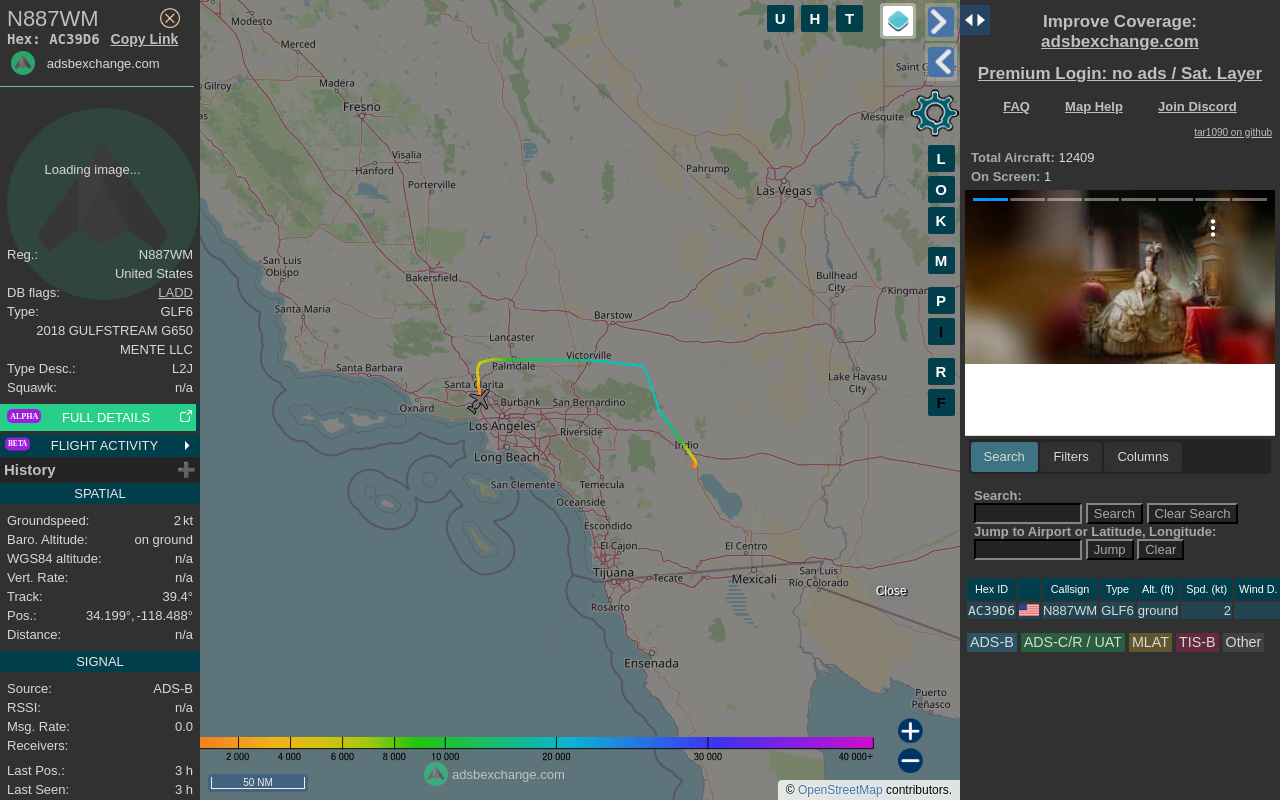 N887WM
Hex: AC39D6 Copy Link
adsbexchange.com
Loading image...
Reg.: N887WM
United States
DB flags: LADD
Type: GLF6
2018 GULFSTREAM G650
MENTE LLC
Type Desc.: L2J
Squawk: n/a
ALPHA FULL DETAILS
BETA FLIGHT ACTIVITY
History
SPATIAL
Groundspeed: 2 kt
Baro. Altitude: on ground
WGS84 altitude: n/a
Vert. Rate: n/a
Track: 39.4°
Pos.: 34.199°, -118.488°
Distance: n/a
SIGNAL
Source: ADS-B
RSSI: n/a
Msg. Rate: 0.0
Receivers:
Last Pos.: 3 h
Last Seen: 3 h
U H T
L
O
K
M
P
I
R
F
Modesto
Merced
Gilroy
Madera
Fresno
Visalia
Hanford
Porterville
Mesquite
Pahrump
Las Vegas
San Luis
Obispo
Bakersfield
Bullhead
City
Santa Maria
Barstow
Lancaster
Palmdale
Victorville
Santa Barbara
Santa Clarita
Lake Havasu
City
Oxnard
Burbank
San Bernardino
Los Angeles
Riverside
Indio
Long Beach
San Clemente
Temecula
Oceanside
Escondido
El Cajon
El Centro
Tijuana
Tecate
Mexicali
San Luis
Río Colorado
Rosarito
Close
Ensenada
Puerto
Peñasco
2 000 4 000 6 000 8 000 10 000 20 000 30 000 40 000+
adsbexchange.com
50 NM
© OpenStreetMap contributors.
Improve Coverage:
adsbexchange.com
Premium Login: no ads / Sat. Layer
FAQ Map Help Join Discord
tar1090 on github
Total Aircraft: 12409
On Screen: 1
Search Filters Columns
Search:
Search Clear Search
Jump to Airport or Latitude, Longitude:
Jump Clear
Hex ID Callsign Type Alt. (ft) Spd. (kt) Wind D.
AC39D6 N887WM GLF6 ground 2
ADS-B ADS-C/R / UAT MLAT TIS-B Other